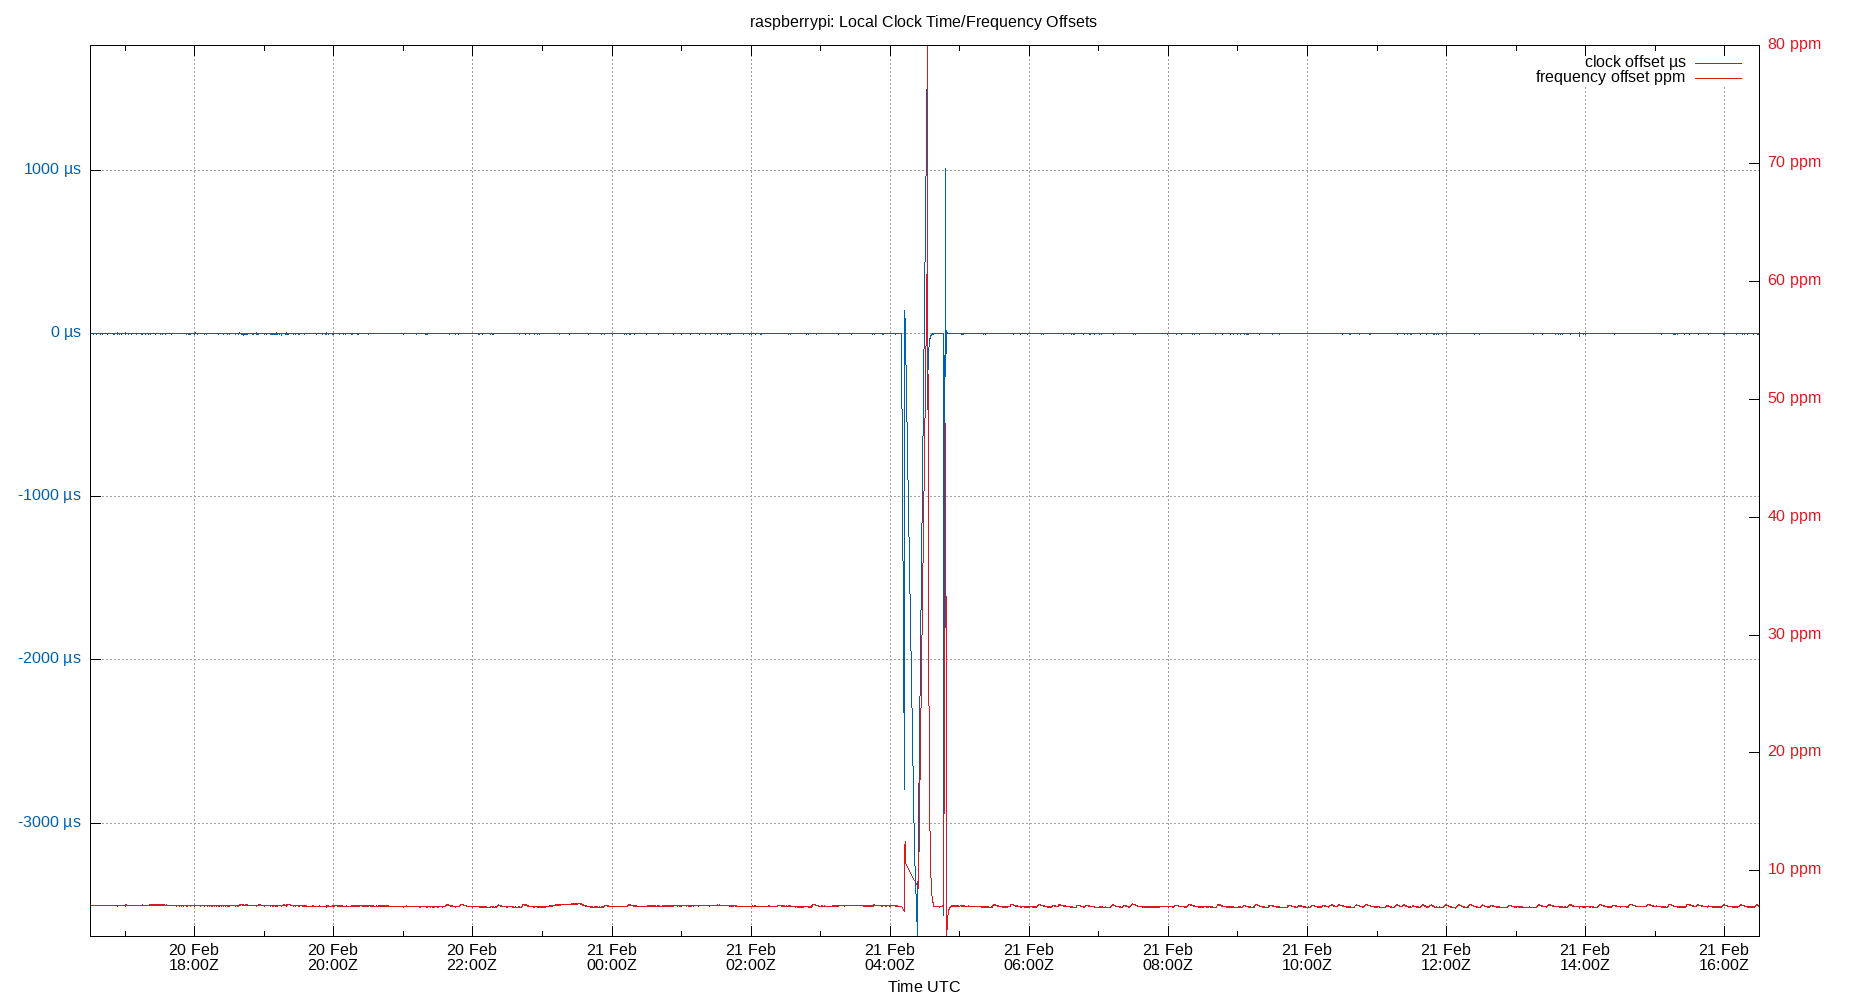 raspberrypi: Local Clock Time/Frequency Offsets
clock offset µs
frequency offset ppm
1000 µs
0 µs
-1000 µs
-2000 µs
-3000 µs
80 ppm
70 ppm
60 ppm
50 ppm
40 ppm
30 ppm
20 ppm
10 ppm
20 Feb 20 Feb 20 Feb 21 Feb 21 Feb 21 Feb 21 Feb 21 Feb 21 Feb 21 Feb 21 Feb 21 Feb
18:00Z 20:00Z 22:00Z 00:00Z 02:00Z 04:00Z 06:00Z 08:00Z 10:00Z 12:00Z 14:00Z 16:00Z
Time UTC